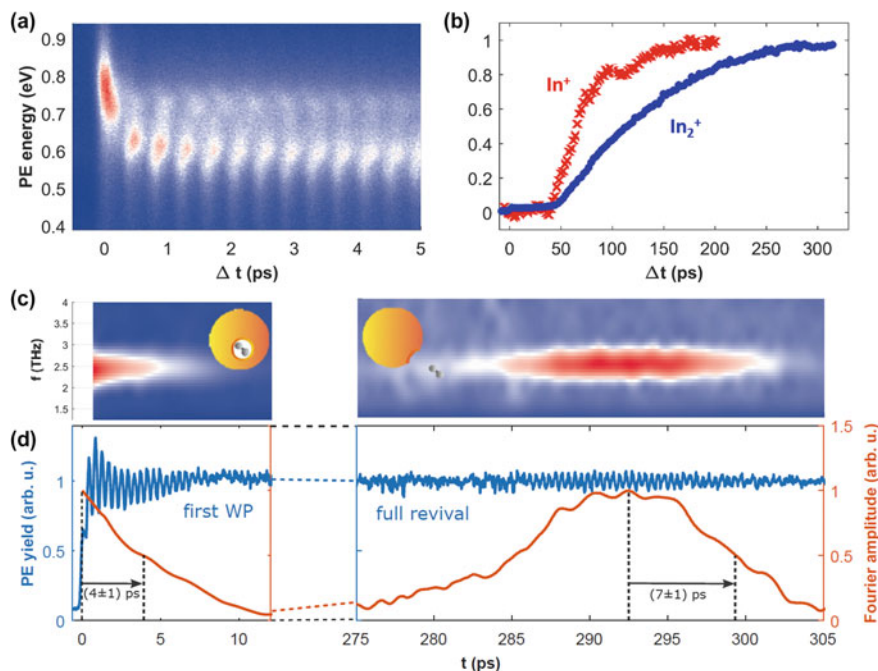 (a)
PE energy (eV)
0.9
0.8
0.7
0.6
0.5
0.4
0 1 2 3 4 5
Δ t (ps)
(b)
1
0.8
0.6
0.4
0.2
0
In+
In2+
0 50 100 150 200 250 300
Δt (ps)
(c)
f (THz)
4
3.5
3
2.5
2
1.5
(d)
PE yield (arb. u.)
1
0.5
0
first WP
full revival
(4±1) ps
(7±1) ps
1.5
1
0.5
0
Fourier amplitude (arb. u.)
0 5 10 275 280 285 290 295 300 305
t (ps)